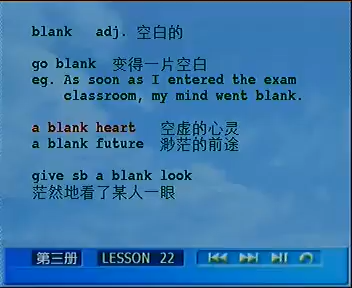 blank adj. 空白的
go blank 变得一片空白
eg. As soon as I entered the exam
classroom, my mind went blank.
a blank heart 空虚的心灵
a blank future 渺茫的前途
give sb a blank look
茫然地看了某人一眼
第三册 LESSON 22